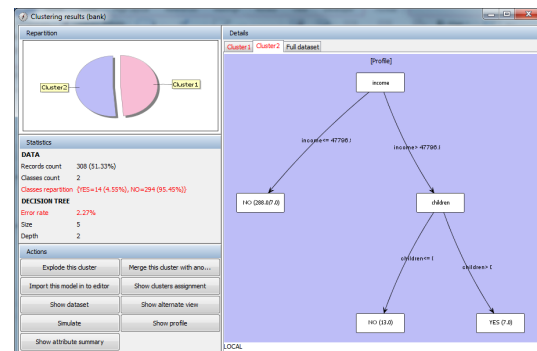 Clustering results (bank)
Repartition
Cluster2
Cluster1
Statistics
DATA
Records count 308 (51.33%)
Classes count 2
Classes repartition {YES=14 (4.55%), NO=294 (95.45%)}
DECISION TREE
Error rate 2.27%
Size 5
Depth 2
Actions
Explode this cluster
Merge this cluster with ano...
Import this model in to editor
Show clusters assignment
Show dataset
Show alternate view
Simulate
Show profile
Show attribute summary
Details
Cluster1
Cluster2
Full dataset
[Profile]
income
income<= 47796.
income> 47796.
NO (288.0/7.0)
children
children<= (
children> (
NO (13.0)
YES (7.0)
LOCAL